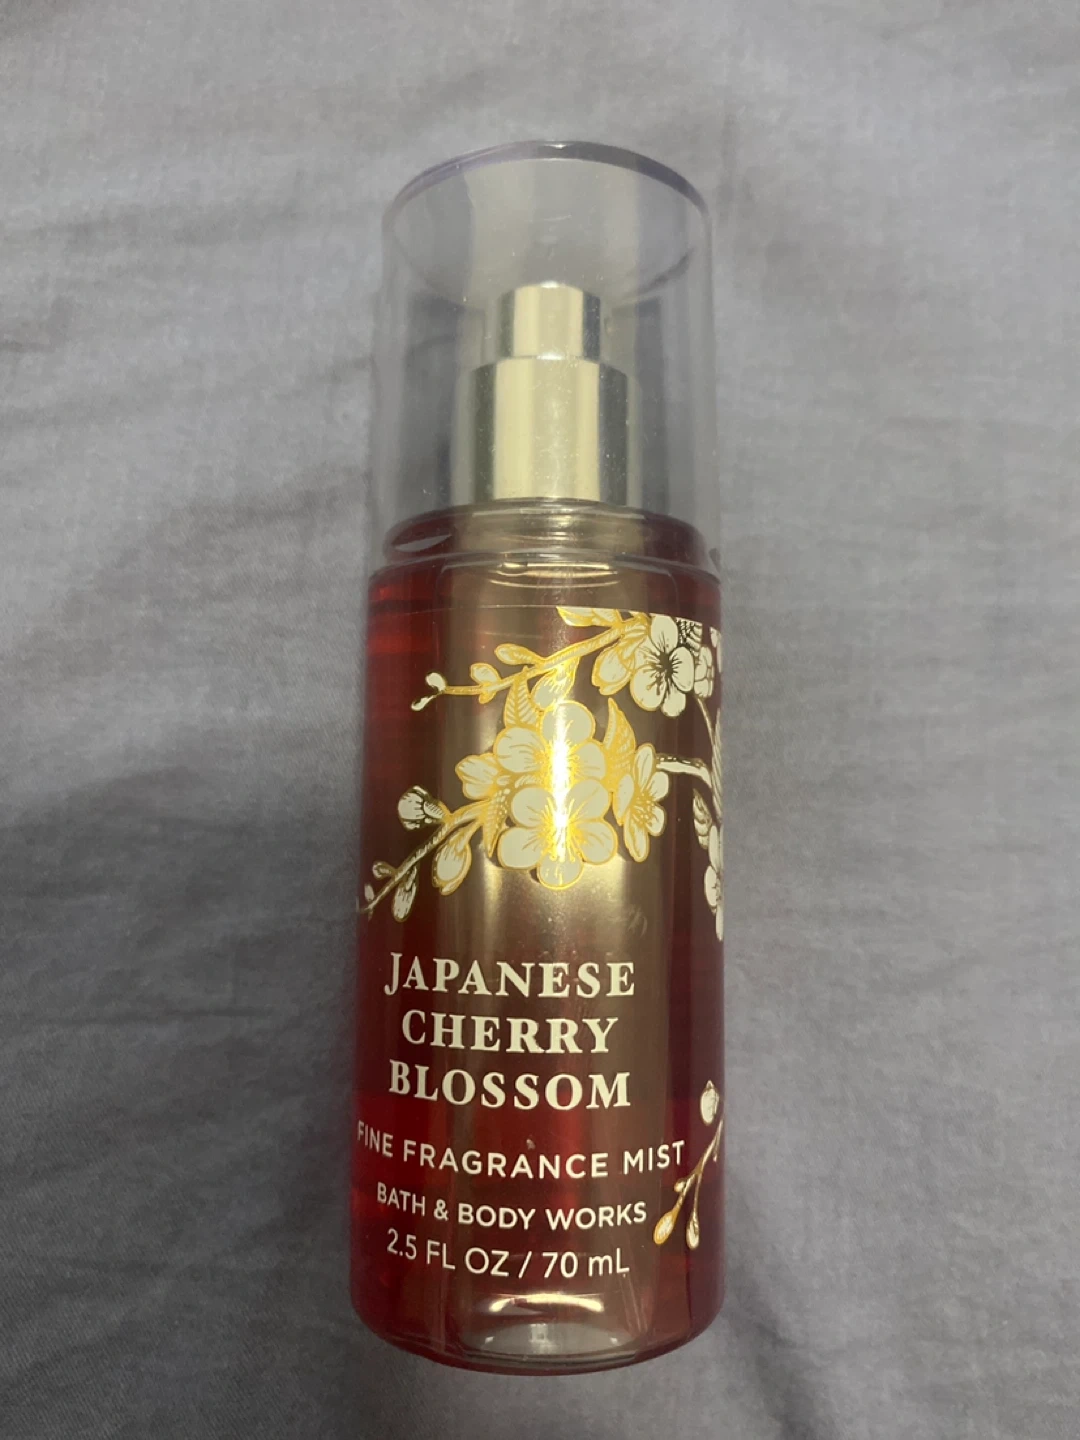 JAPANESE
CHERRY
BLOSSOM
FINE FRAGRANCE MIST
BATH & BODY WORKS
2.5 FL OZ / 70 mL